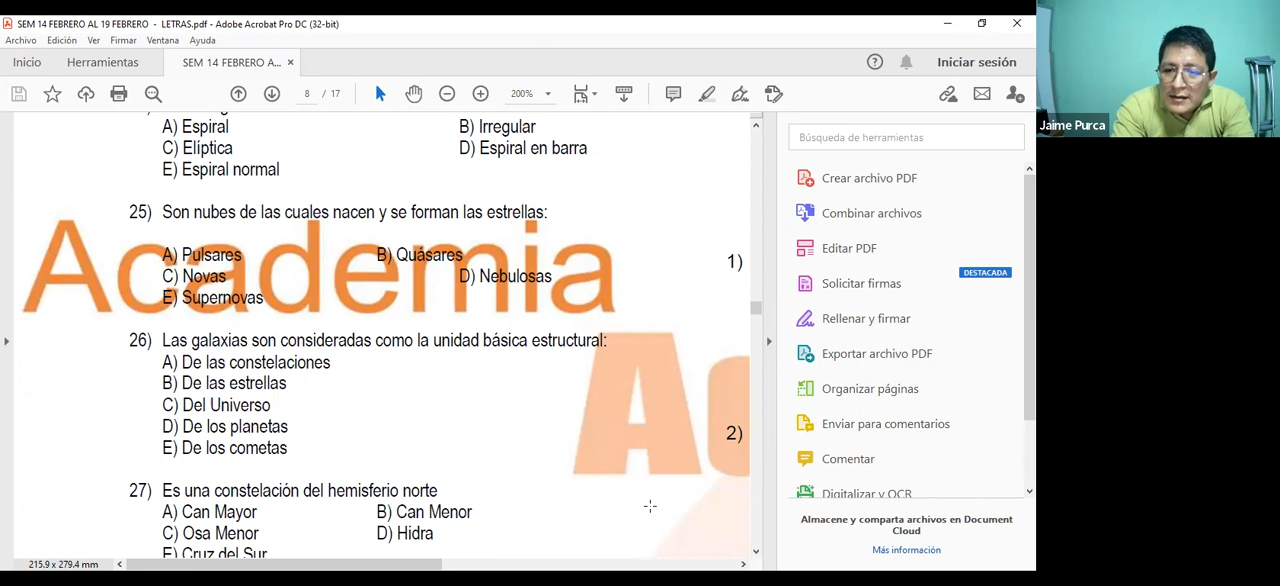 SEM 14 FEBRERO AL 19 FEBRERO - LETRAS.pdf - Adobe Acrobat Pro DC (32-bit)
Archivo Edición Ver Firmar Ventana Ayuda
Inicio Herramientas SEM 14 FEBRERO A... × Iniciar sesión
8 / 17 200%
A) Espiral B) Irregular
C) Elíptica D) Espiral en barra
E) Espiral normal
25) Son nubes de las cuales nacen y se forman las estrellas:
Academia
A) Pulsares B) Quásares
C) Novas D) Nebulosas
E) Supernovas
1)
26) Las galaxias son consideradas como la unidad básica estructural:
A) De las constelaciones
B) De las estrellas
C) Del Universo
D) De los planetas
E) De los cometas
2)
27) Es una constelación del hemisferio norte
A) Can Mayor B) Can Menor
C) Osa Menor D) Hidra
E) Cruz del Sur
215.9 x 279.4 mm
Búsqueda de herramientas
Crear archivo PDF
Combinar archivos
Editar PDF
DESTACADA
Solicitar firmas
Rellenar y firmar
Exportar archivo PDF
Organizar páginas
Enviar para comentarios
Comentar
Digitalizar y OCR
Almacene y comparta archivos en Document
Cloud
Más información
Jaime Purca